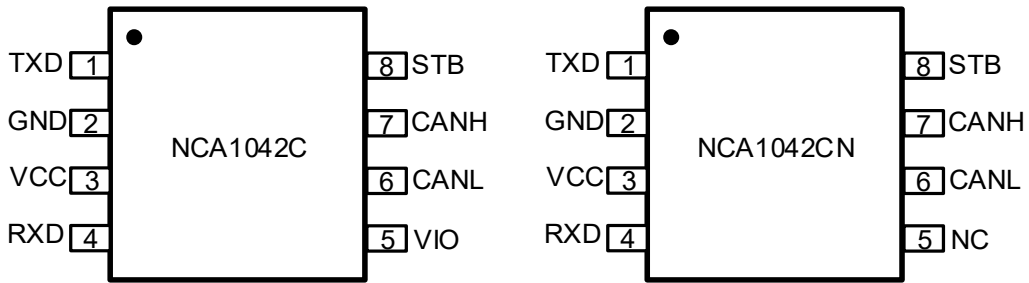 TXD 1 8 STB
GND 2 7 CANH
NCA1042C
VCC 3 6 CANL
RXD 4 5 VIO
TXD 1 8 STB
GND 2 7 CANH
NCA1042CN
VCC 3 6 CANL
RXD 4 5 NC